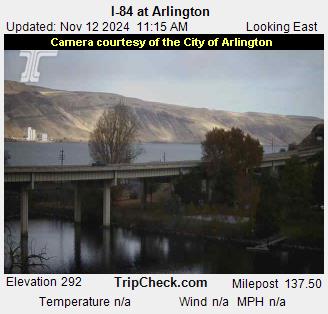 I-84 at Arlington
Updated: Nov 12 2024 11:15 AM Looking East
Camera courtesy of the City of Arlington
Elevation 292 TripCheck.com Milepost 137.50
Temperature n/a Wind n/a MPH n/a